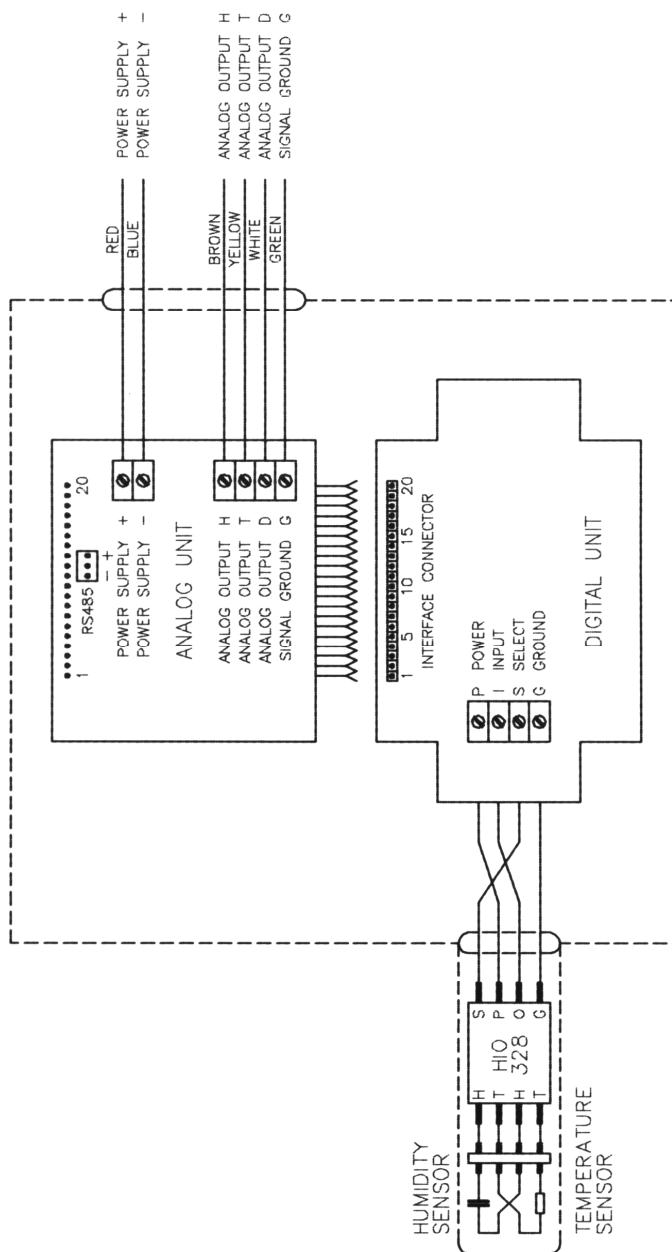 POWER SUPPLY +
POWER SUPPLY -
ANALOG OUTPUT H
ANALOG OUTPUT T
ANALOG OUTPUT D
SIGNAL GROUND G
RED
BLUE
BROWN
YELLOW
WHITE
GREEN
1 20
RS485 - +
POWER SUPPLY +
POWER SUPPLY -
ANALOG UNIT
ANALOG OUTPUT H
ANALOG OUTPUT T
ANALOG OUTPUT D
SIGNAL GROUND G
1 5 10 15 20
INTERFACE CONNECTOR
P POWER
I INPUT
S SELECT
G GROUND
DIGITAL UNIT
HUMIDITY
SENSOR
H S
T P
H O
T G
HIO
328
TEMPERATURE
SENSOR